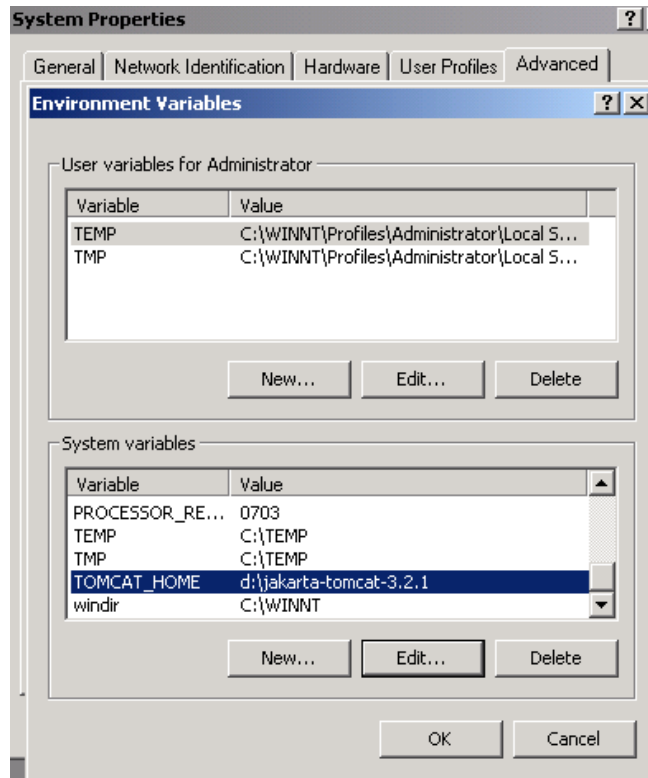 System Properties
General Network Identification Hardware User Profiles Advanced
Environment Variables
User variables for Administrator
Variable Value
TEMP C:\WINNT\Profiles\Administrator\Local S...
TMP C:\WINNT\Profiles\Administrator\Local S...
New... Edit... Delete
System variables
Variable Value
PROCESSOR_RE... 0703
TEMP C:\TEMP
TMP C:\TEMP
TOMCAT_HOME d:\jakarta-tomcat-3.2.1
windir C:\WINNT
New... Edit... Delete
OK Cancel